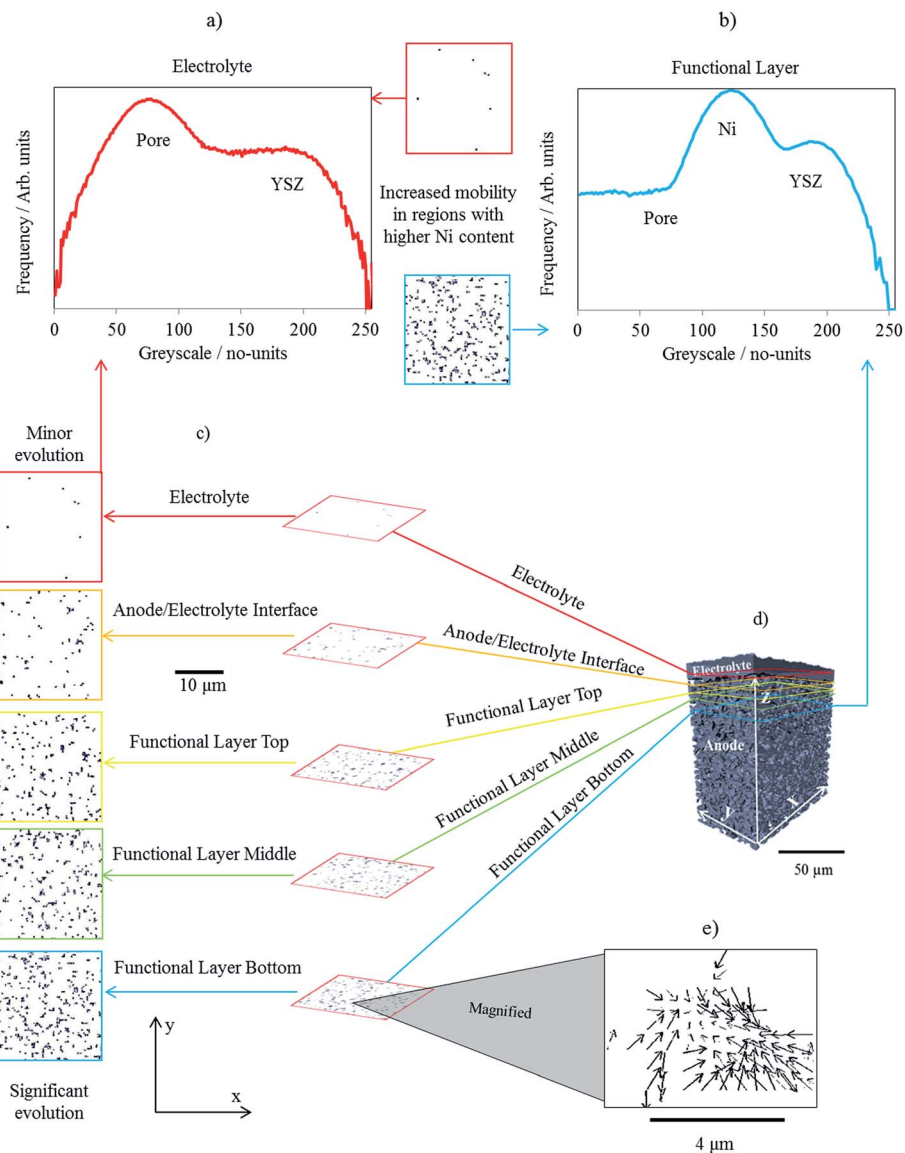 a)
b)
Electrolyte
Functional Layer
Frequency / Arb. units
Pore
YSZ
0 50 100 150 200 250
Greyscale / no-units
Increased mobility
in regions with
higher Ni content
Frequency / Arb. units
Ni
Pore
YSZ
0 50 100 150 200 250
Greyscale / no-units
Minor
evolution
c)
Electrolyte
Electrolyte
Anode/Electrolyte Interface
Anode/Electrolyte Interface
10 μm
Functional Layer Top
Functional Layer Top
Functional Layer Middle
Functional Layer Middle
Functional Layer Bottom
Functional Layer Bottom
d)
Electrolyte
Z
Anode
y
x
50 μm
e)
Magnified
4 μm
y
x
Significant
evolution